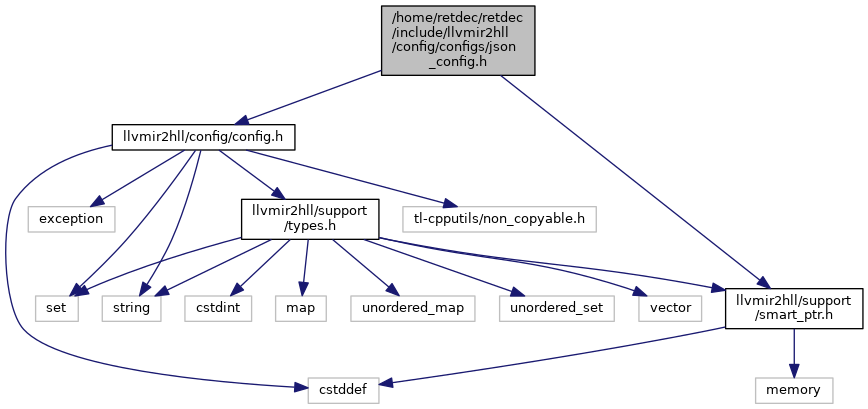 /home/retdec/retdec
/include/llvmir2hll
/config/configs/json
_config.h
llvmir2hll/config/config.h
exception
llvmir2hll/support
/types.h
tl-cpputils/non_copyable.h
set
string
cstdint
map
unordered_map
unordered_set
vector
llvmir2hll/support
/smart_ptr.h
cstddef
memory